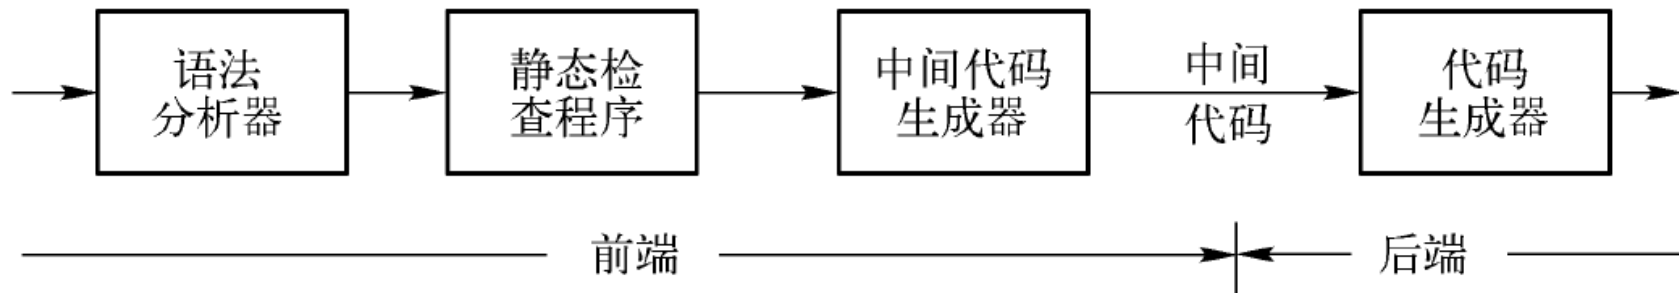 语法
分析器
静态检
查程序
中间代码
生成器
中间
代码
代码
生成器
前端
后端